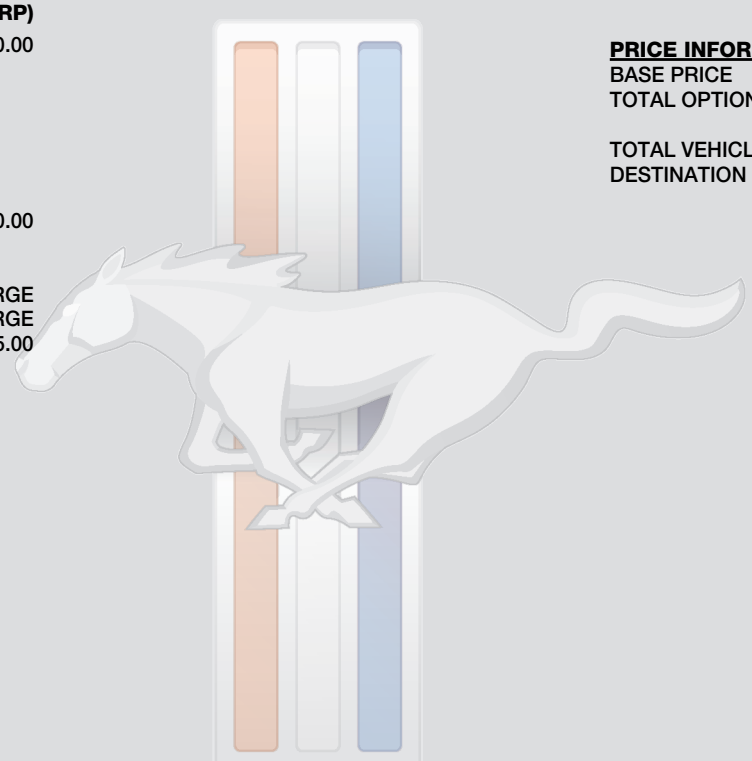 RP)
0.00
0.00
RGE
RGE
5.00
PRICE INFOR
BASE PRICE
TOTAL OPTION
TOTAL VEHICL
DESTINATION